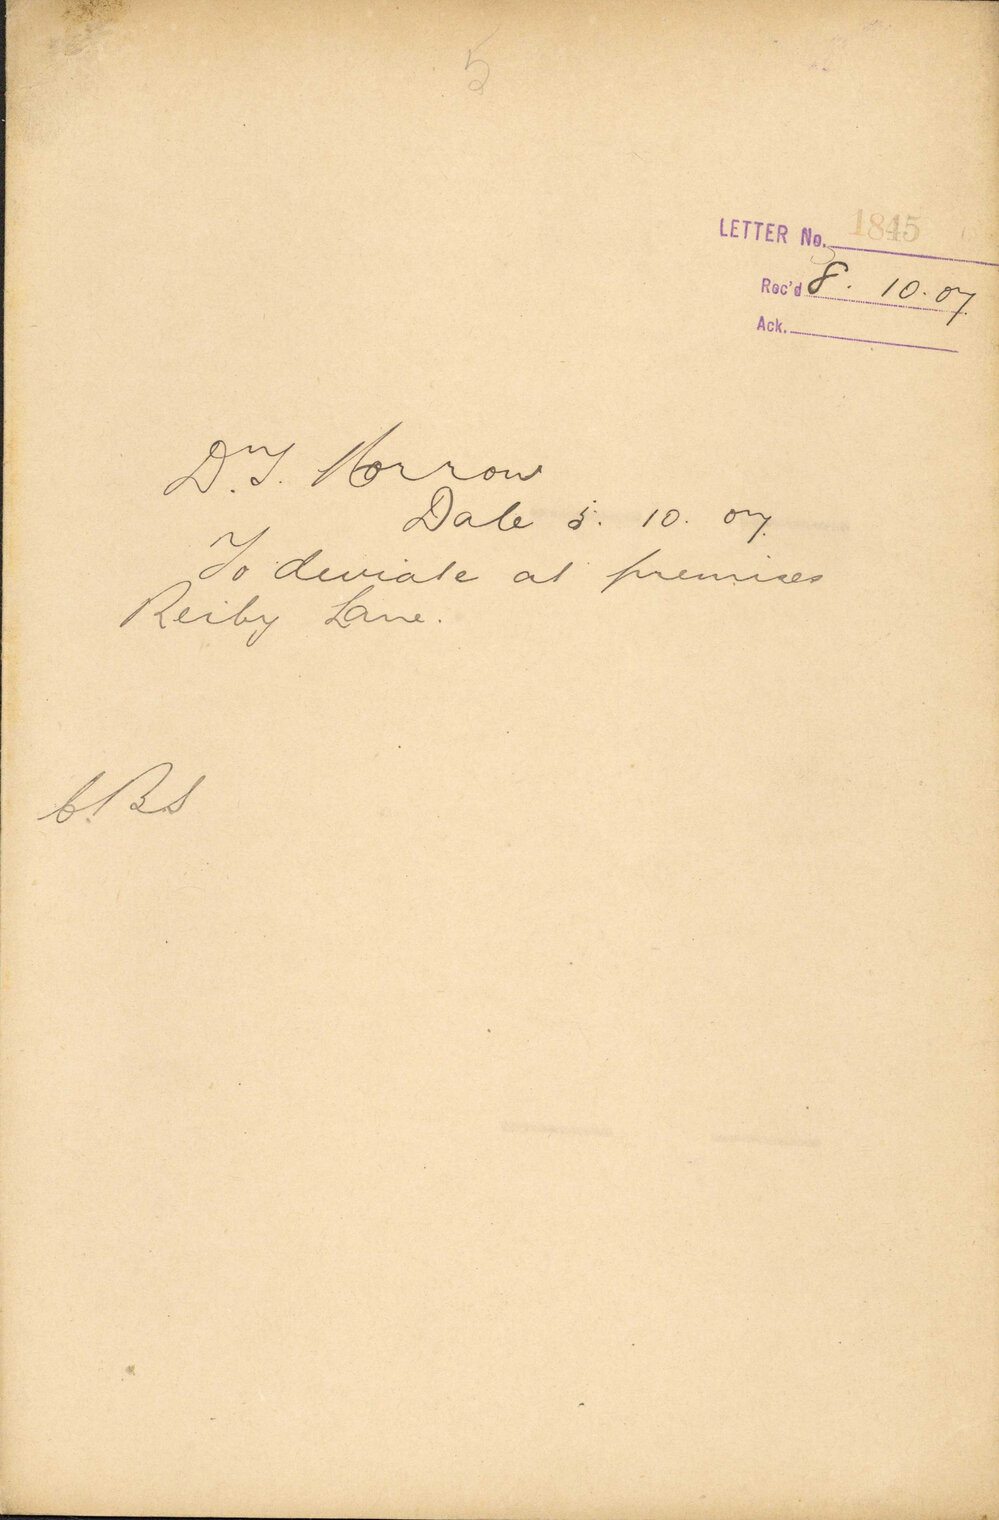 5
LETTER No. 1845
Rec'd 8. 10. 07
Ack.
D. T. Morrow
Date 5. 10. 07
To deviate at premises
Reiby Lane.
C.B.S